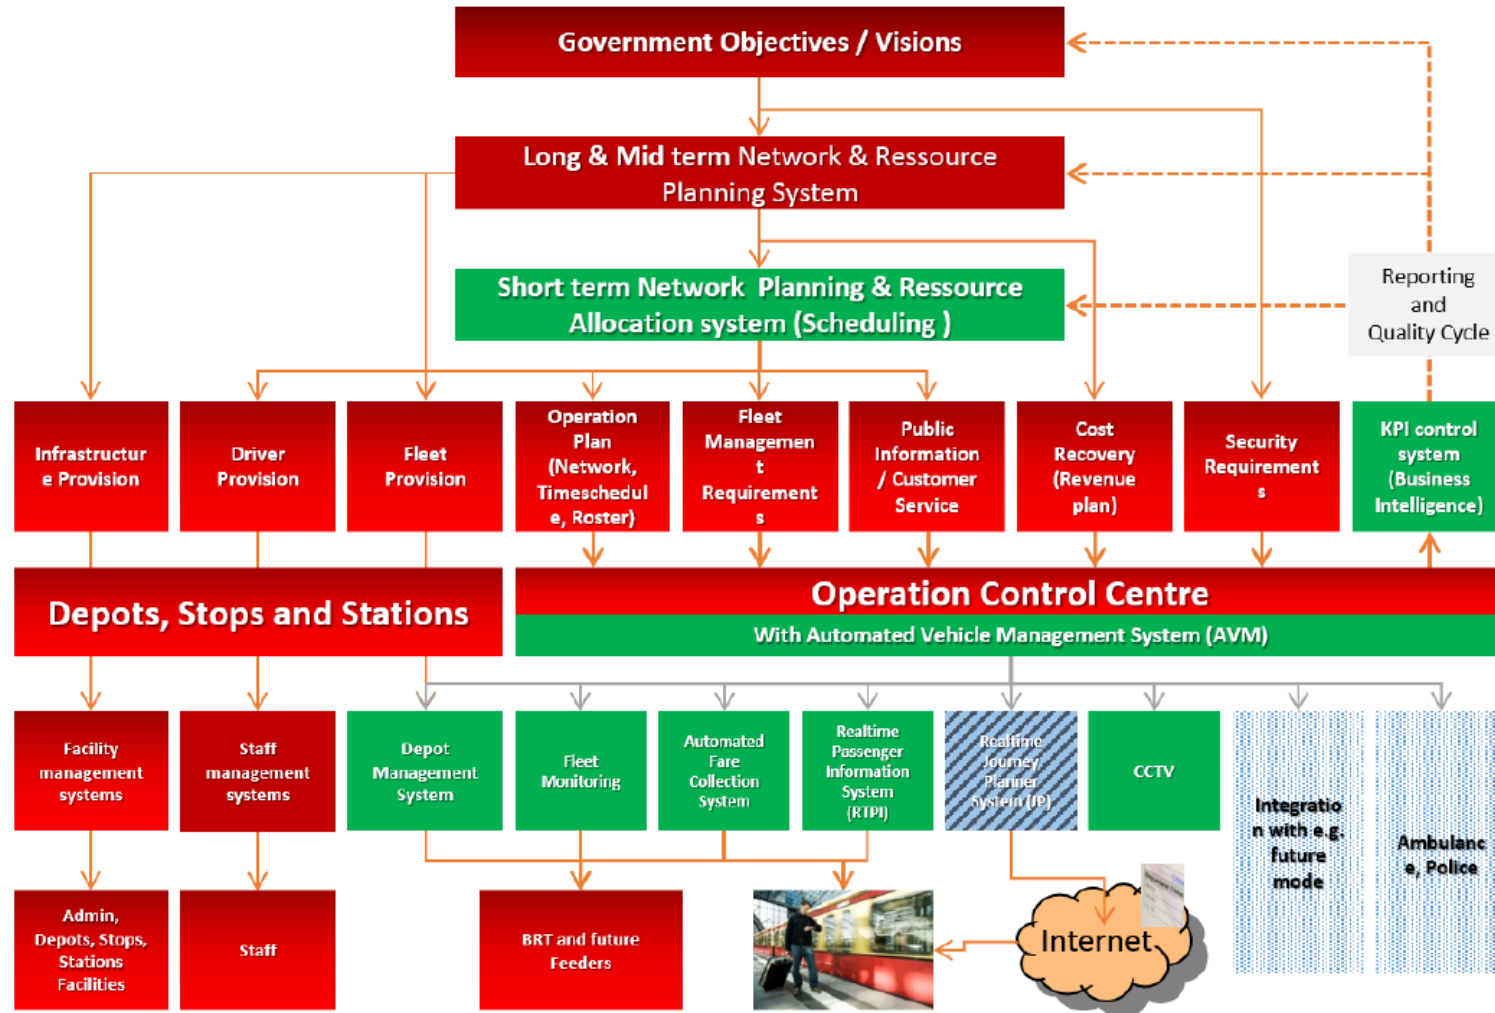 Government Objectives / Visions
Long & Mid term Network & Ressource
Planning System
Short term Network Planning & Ressource
Allocation system (Scheduling )
Reporting
and
Quality Cycle
Infrastructur
e Provision
Driver
Provision
Fleet
Provision
Operation
Plan
(Network,
Timeschedul
e, Roster)
Fleet
Managemen
t
Requirement
s
Public
Information
/ Customer
Service
Cost
Recovery
(Revenue
plan)
Security
Requirement
s
KPI control
system
(Business
Intelligence)
Depots, Stops and Stations
Operation Control Centre
With Automated Vehicle Management System (AVM)
Facility
management
systems
Staff
management
systems
Depot
Management
System
Fleet
Monitoring
Automated
Fare
Collection
System
Realtime
Passenger
Information
System
(RTPI)
Realtime
Journey
Planner
System (JP)
CCTV
Integratio
n with e.g.
future
mode
Ambulanc
e, Police
Admin,
Depots, Stops,
Stations
Facilities
Staff
BRT and future
Feeders
Internet